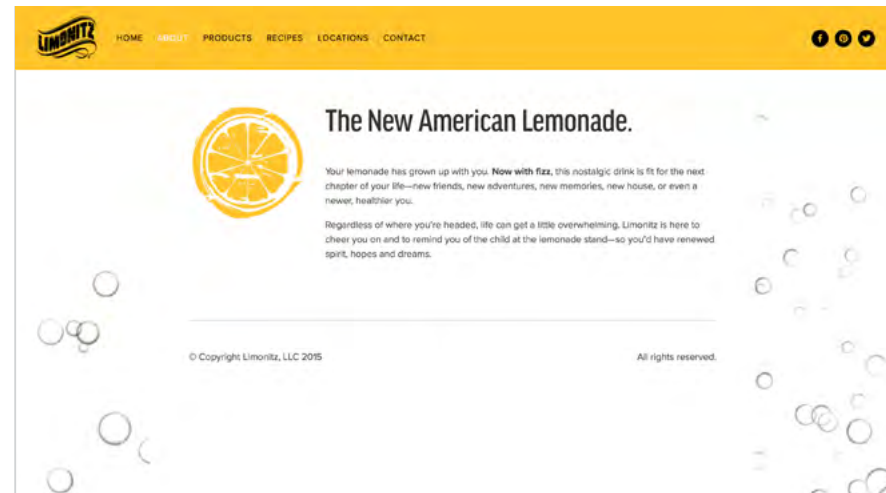 LIMONITZ
HOME ABOUT PRODUCTS RECIPES LOCATIONS CONTACT
The New American Lemonade.
Your lemonade has grown up with you. Now with fizz, this nostalgic drink is fit for the next
chapter of your life—new friends, new adventures, new memories, new house, or even a
newer, healthier you.
Regardless of where you're headed, life can get a little overwhelming. Limonitz is here to
cheer you on and to remind you of the child at the lemonade stand—so you'd have renewed
spirit, hopes and dreams.
© Copyright Limonitz, LLC 2015
All rights reserved.